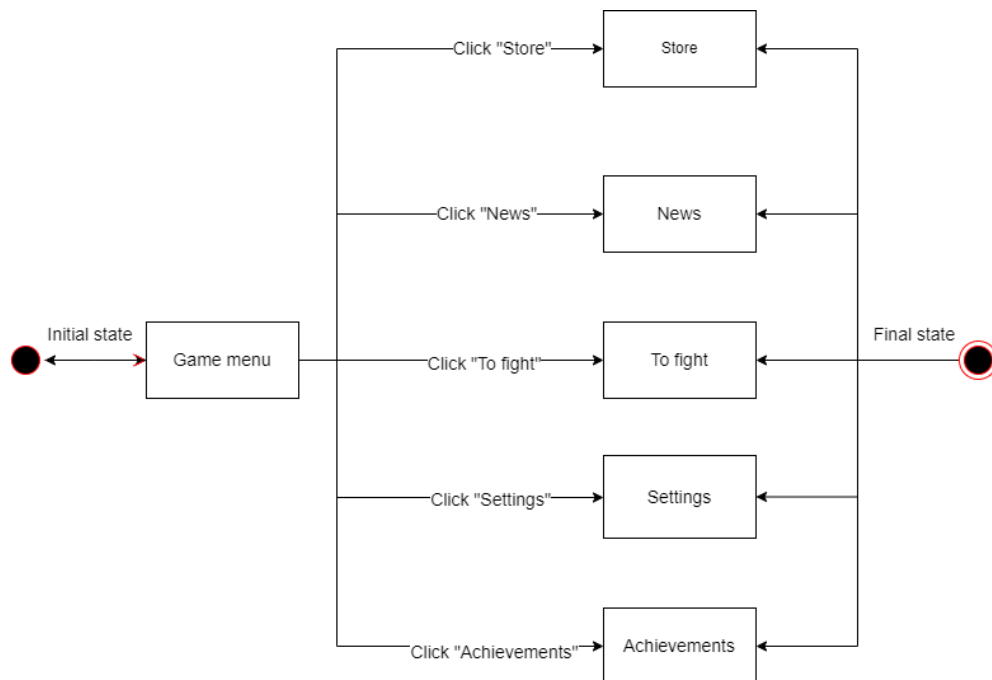 Click "Store"
Store
Click "News"
News
Initial state
Game menu
Click "To fight"
To fight
Final state
Click "Settings"
Settings
Click "Achievements"
Achievements